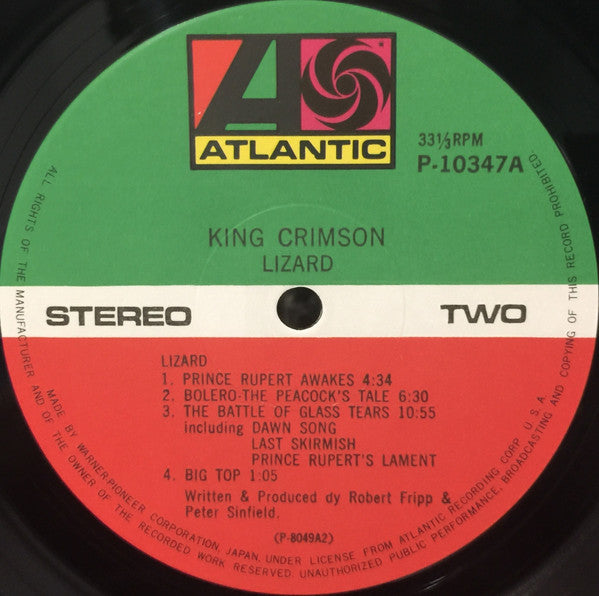 ATLANTIC
33⅓RPM
P-10347A
KING CRIMSON
LIZARD
STEREO
TWO
LIZARD
1. PRINCE RUPERT AWAKES 4:34
2. BOLERO-THE PEACOCK'S TALE 6:30
3. THE BATTLE OF GLASS TEARS 10:55
including DAWN SONG
LAST SKIRMISH
PRINCE RUPERT'S LAMENT
4. BIG TOP 1:05
Written & Produced dy Robert Fripp &
Peter Sinfield.
(P-8049A2)
MADE BY WARNER-PIONEER CORPORATION, JAPAN, UNDER LICENSE FROM ATLANTIC RECORDING CORP. U.S.A.
ALL RIGHTS OF THE MANUFACTURER AND OF THE OWNER OF THE RECORDED WORK RESERVED. UNAUTHORIZED PUBLIC PERFORMANCE, BROADCASTING AND COPYING OF THIS RECORD PROHIBITED.